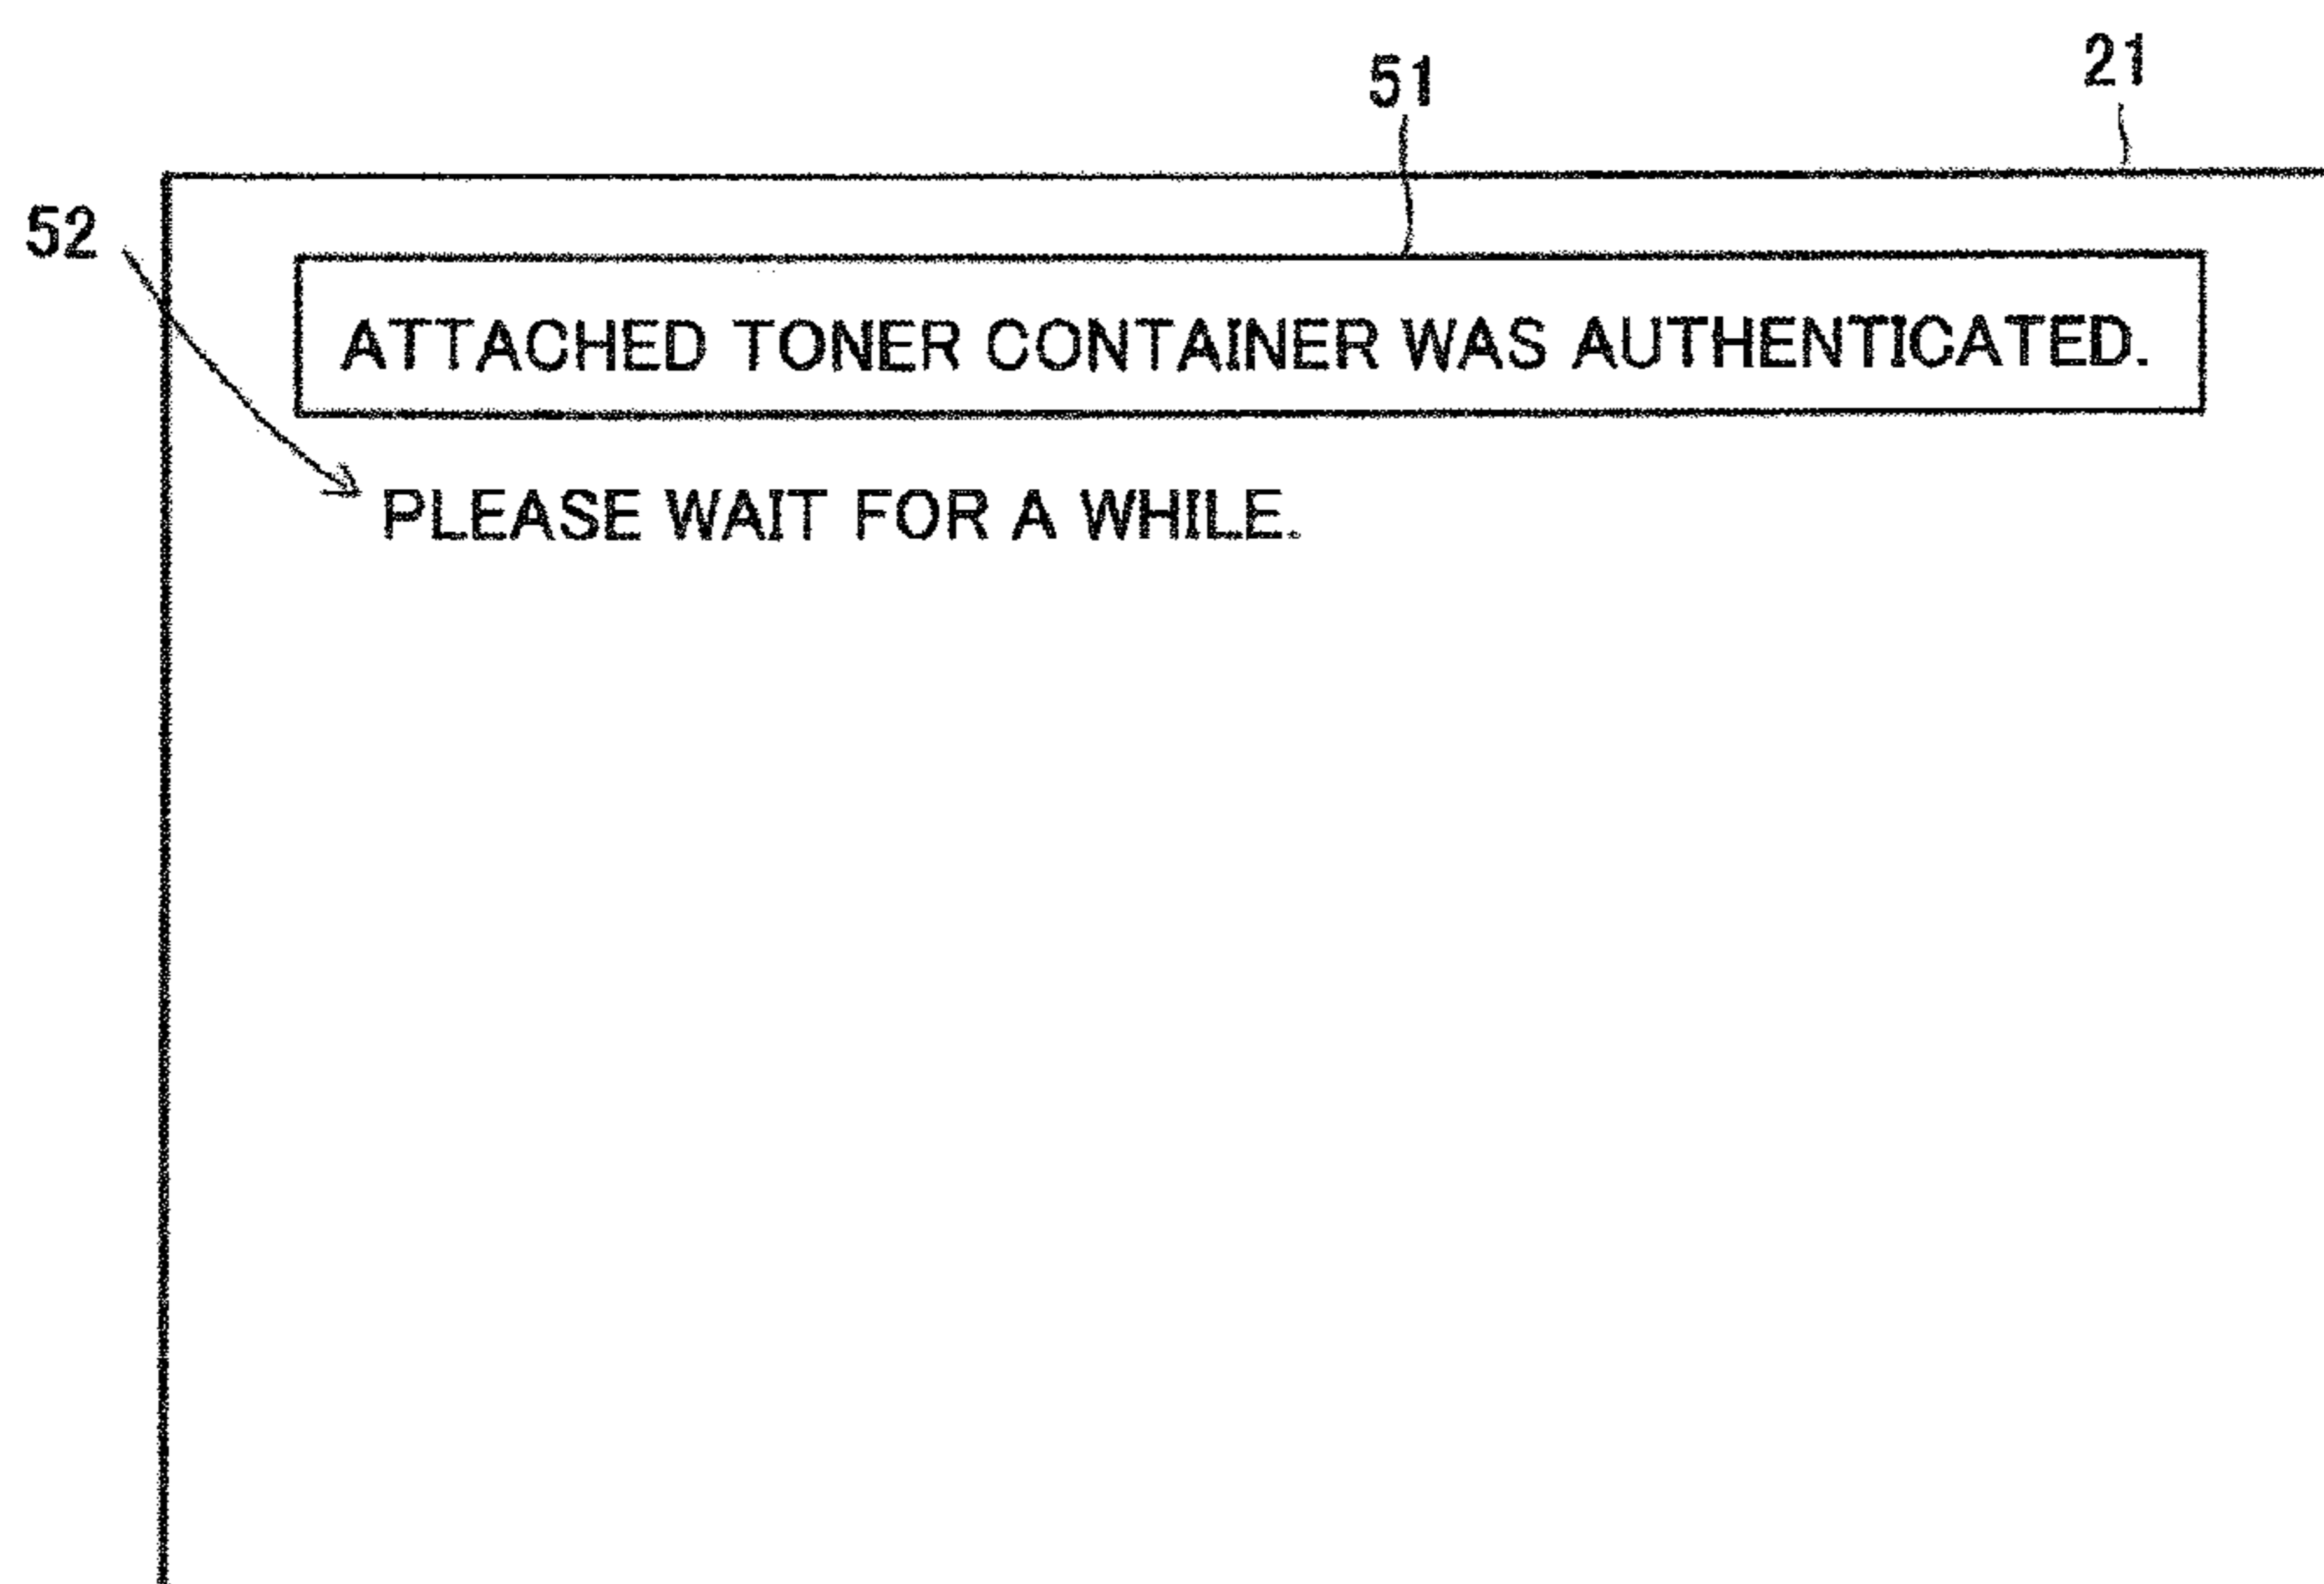 21
51
52
ATTACHED TONER CONTAINER WAS AUTHENTICATED.
PLEASE WAIT FOR A WHILE.